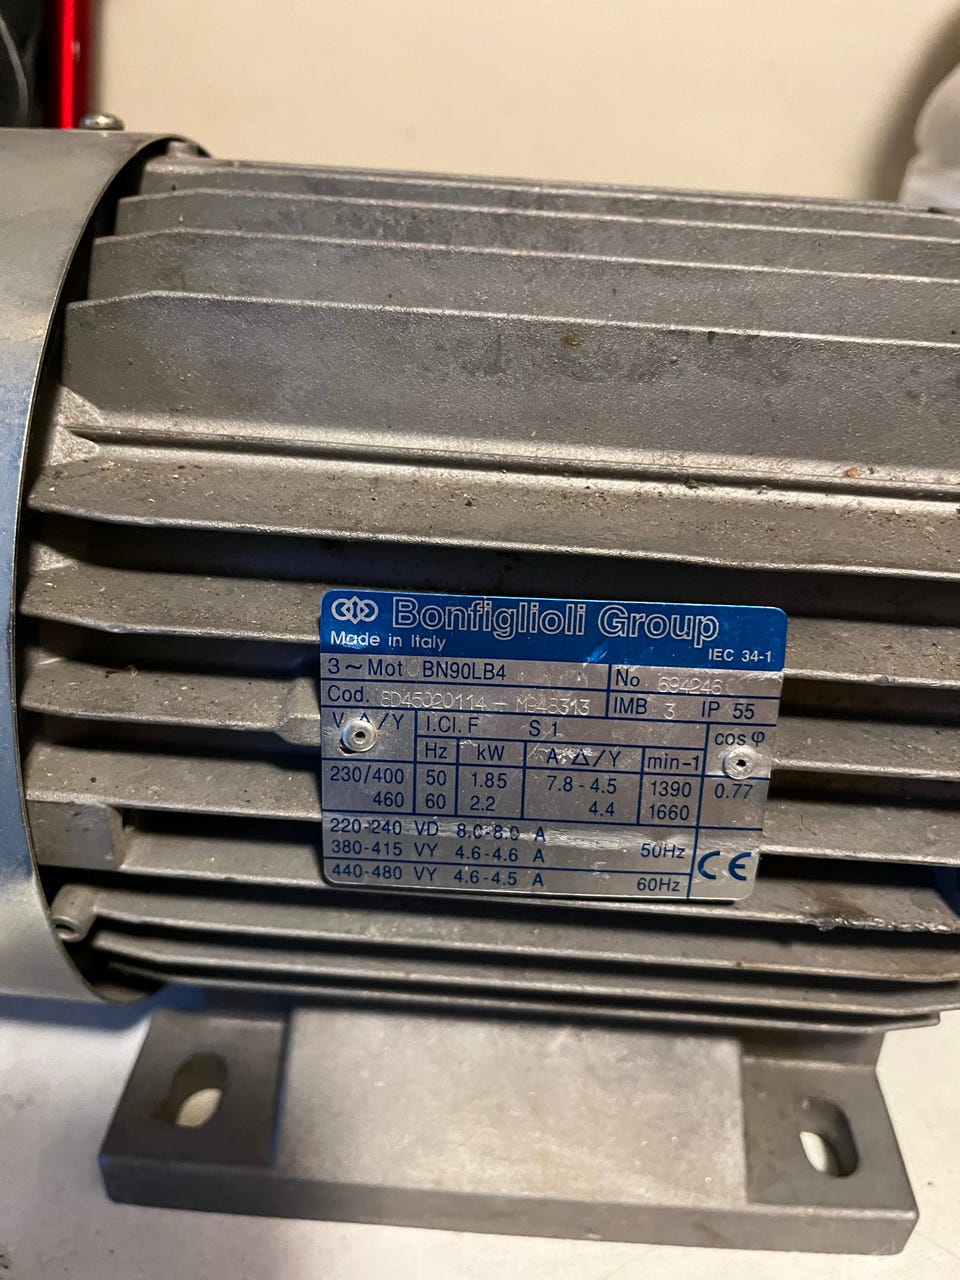 Bonfiglioli Group
Made in Italy
IEC 34-1
3~Mot BN90LB4
No 694246
Cod. 8D45020114 - M948313
IMB 3 IP 55
V △/Y I.Cl. F S 1
cos φ
Hz kW A △/Y min-1
230/400 50 1.85 7.8-4.5 1390 0.77
460 60 2.2 4.4 1660
220-240 VD 8.0-8.0 A 50Hz
380-415 VY 4.6-4.6 A
CE
440-480 VY 4.6-4.5 A 60Hz